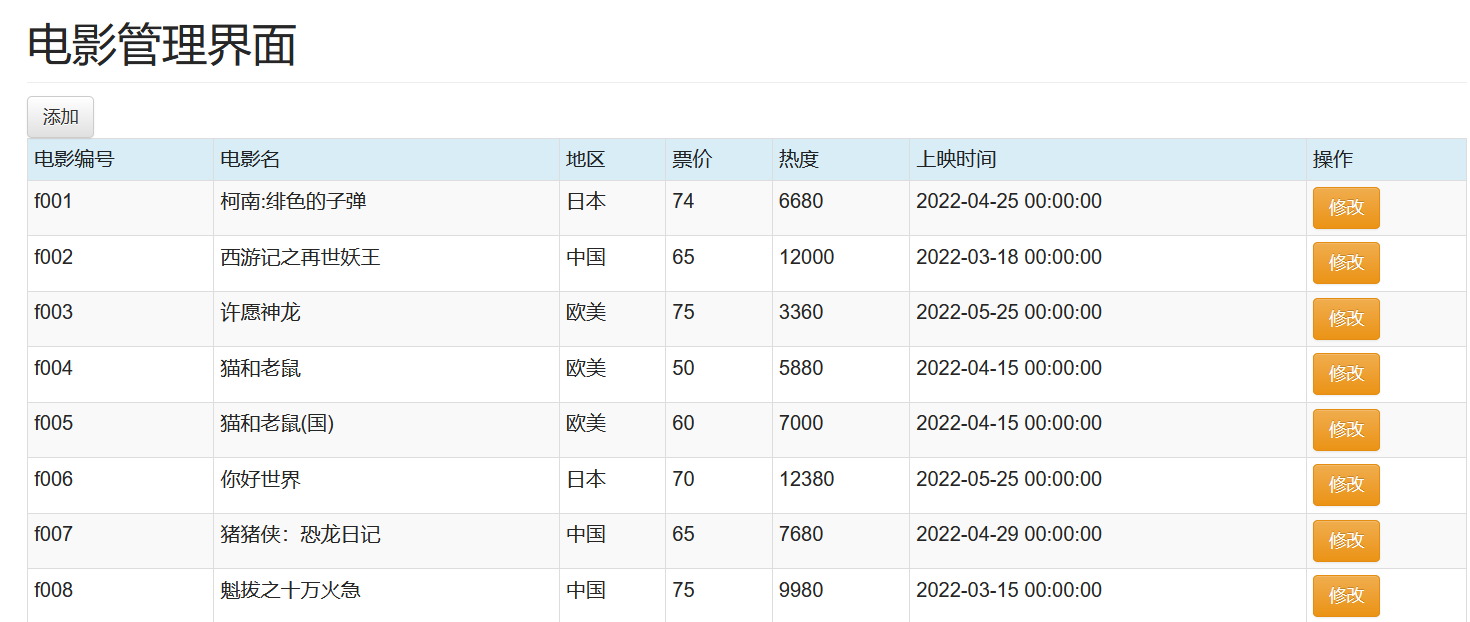 电影管理界面
添加
电影编号 电影名 地区 票价 热度 上映时间 操作
f001 柯南:绯色的子弹 日本 74 6680 2022-04-25 00:00:00 修改
f002 西游记之再世妖王 中国 65 12000 2022-03-18 00:00:00 修改
f003 许愿神龙 欧美 75 3360 2022-05-25 00:00:00 修改
f004 猫和老鼠 欧美 50 5880 2022-04-15 00:00:00 修改
f005 猫和老鼠(国) 欧美 60 7000 2022-04-15 00:00:00 修改
f006 你好世界 日本 70 12380 2022-05-25 00:00:00 修改
f007 猪猪侠：恐龙日记 中国 65 7680 2022-04-29 00:00:00 修改
f008 魁拔之十万火急 中国 75 9980 2022-03-15 00:00:00 修改